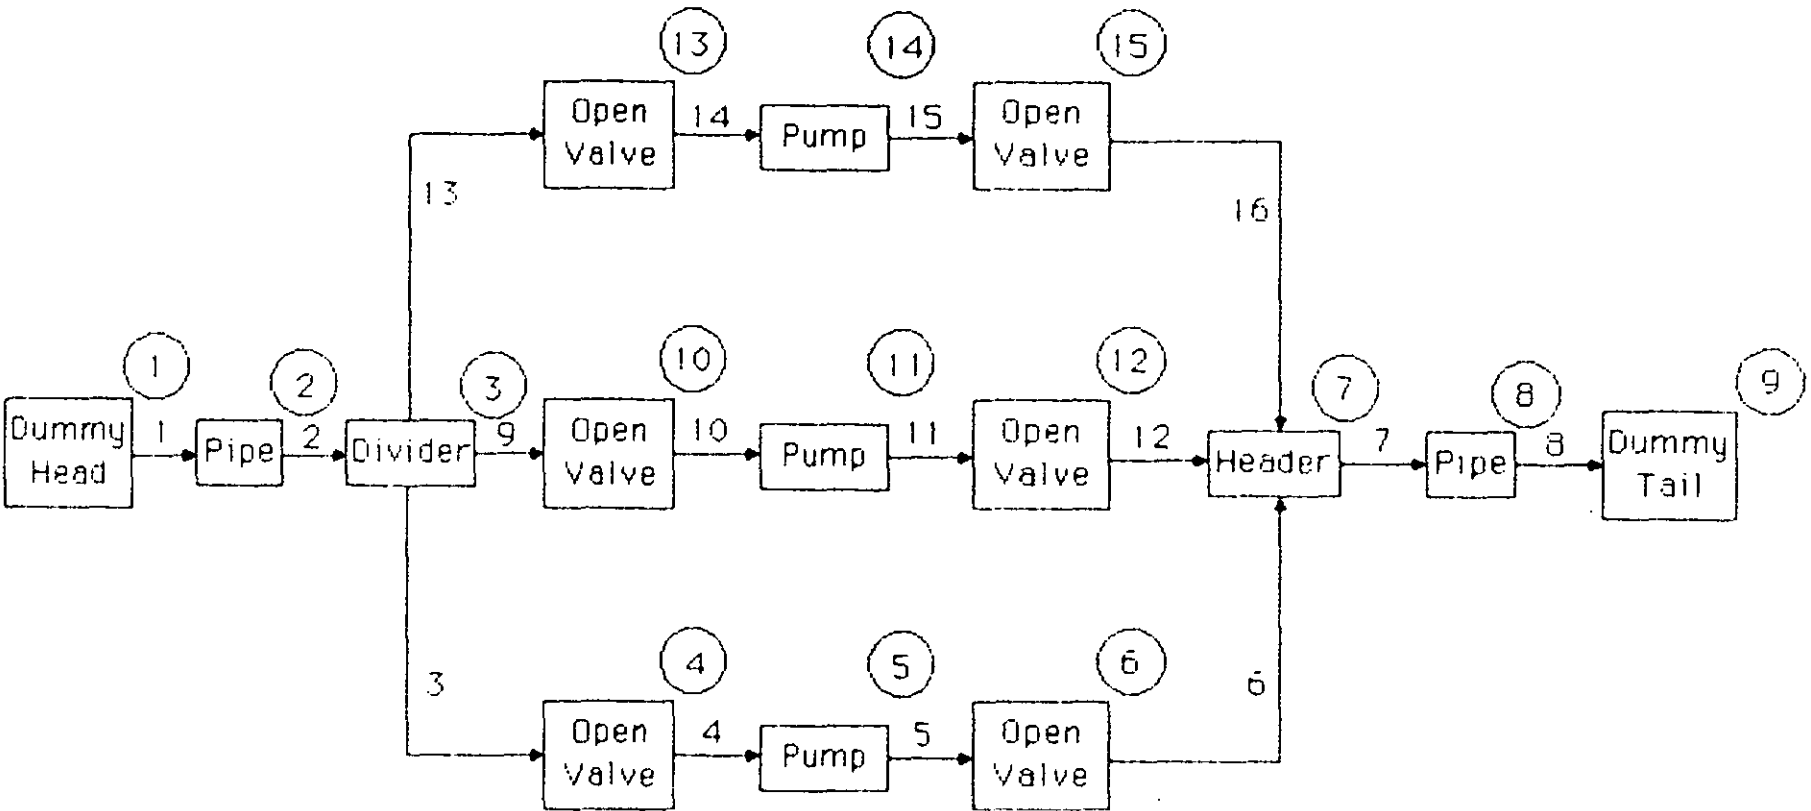 13
14
15
Open
Valve
14
Pump
15
Open
Valve
13
16
1
2
3
10
11
12
7
8
9
Dummy
Head
1
Pipe
2
Divider
9
Open
Valve
10
Pump
11
Open
Valve
12
Header
7
Pipe
8
Dummy
Tail
4
5
6
3
6
Open
Valve
4
Pump
5
Open
Valve